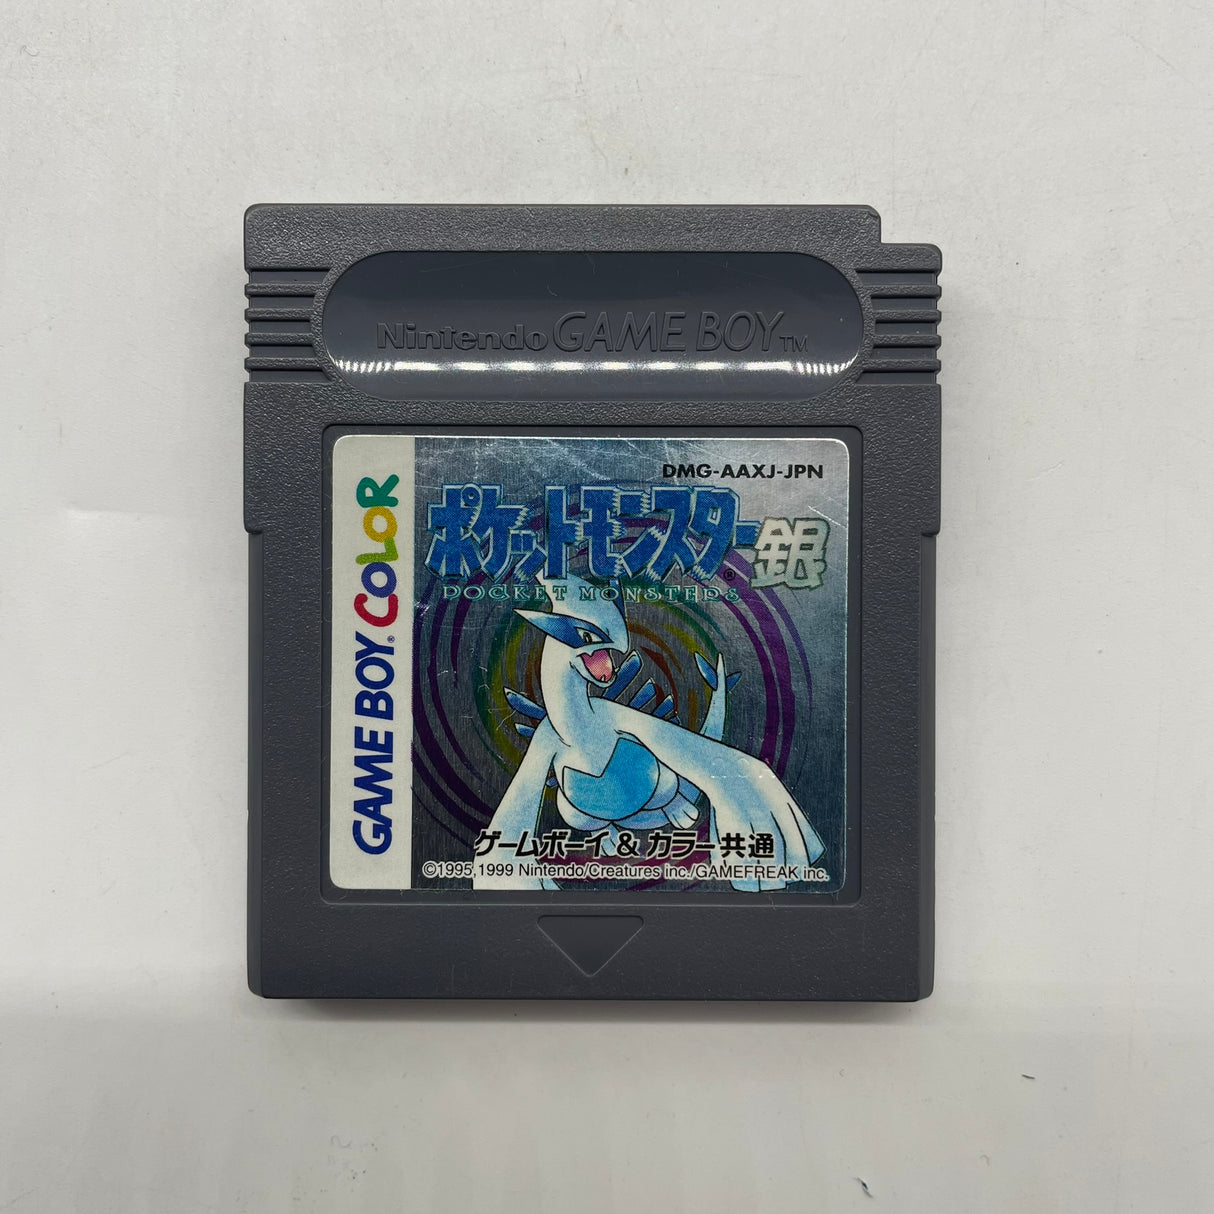 Nintendo GAME BOY™
DMG-AAXJ-JPN
ポケットモンスター®銀
POCKET MONSTERS
GAME BOY® COLOR
ゲームボーイ & カラー共通
©1995,1999 Nintendo/Creatures inc./GAMEFREAK inc.